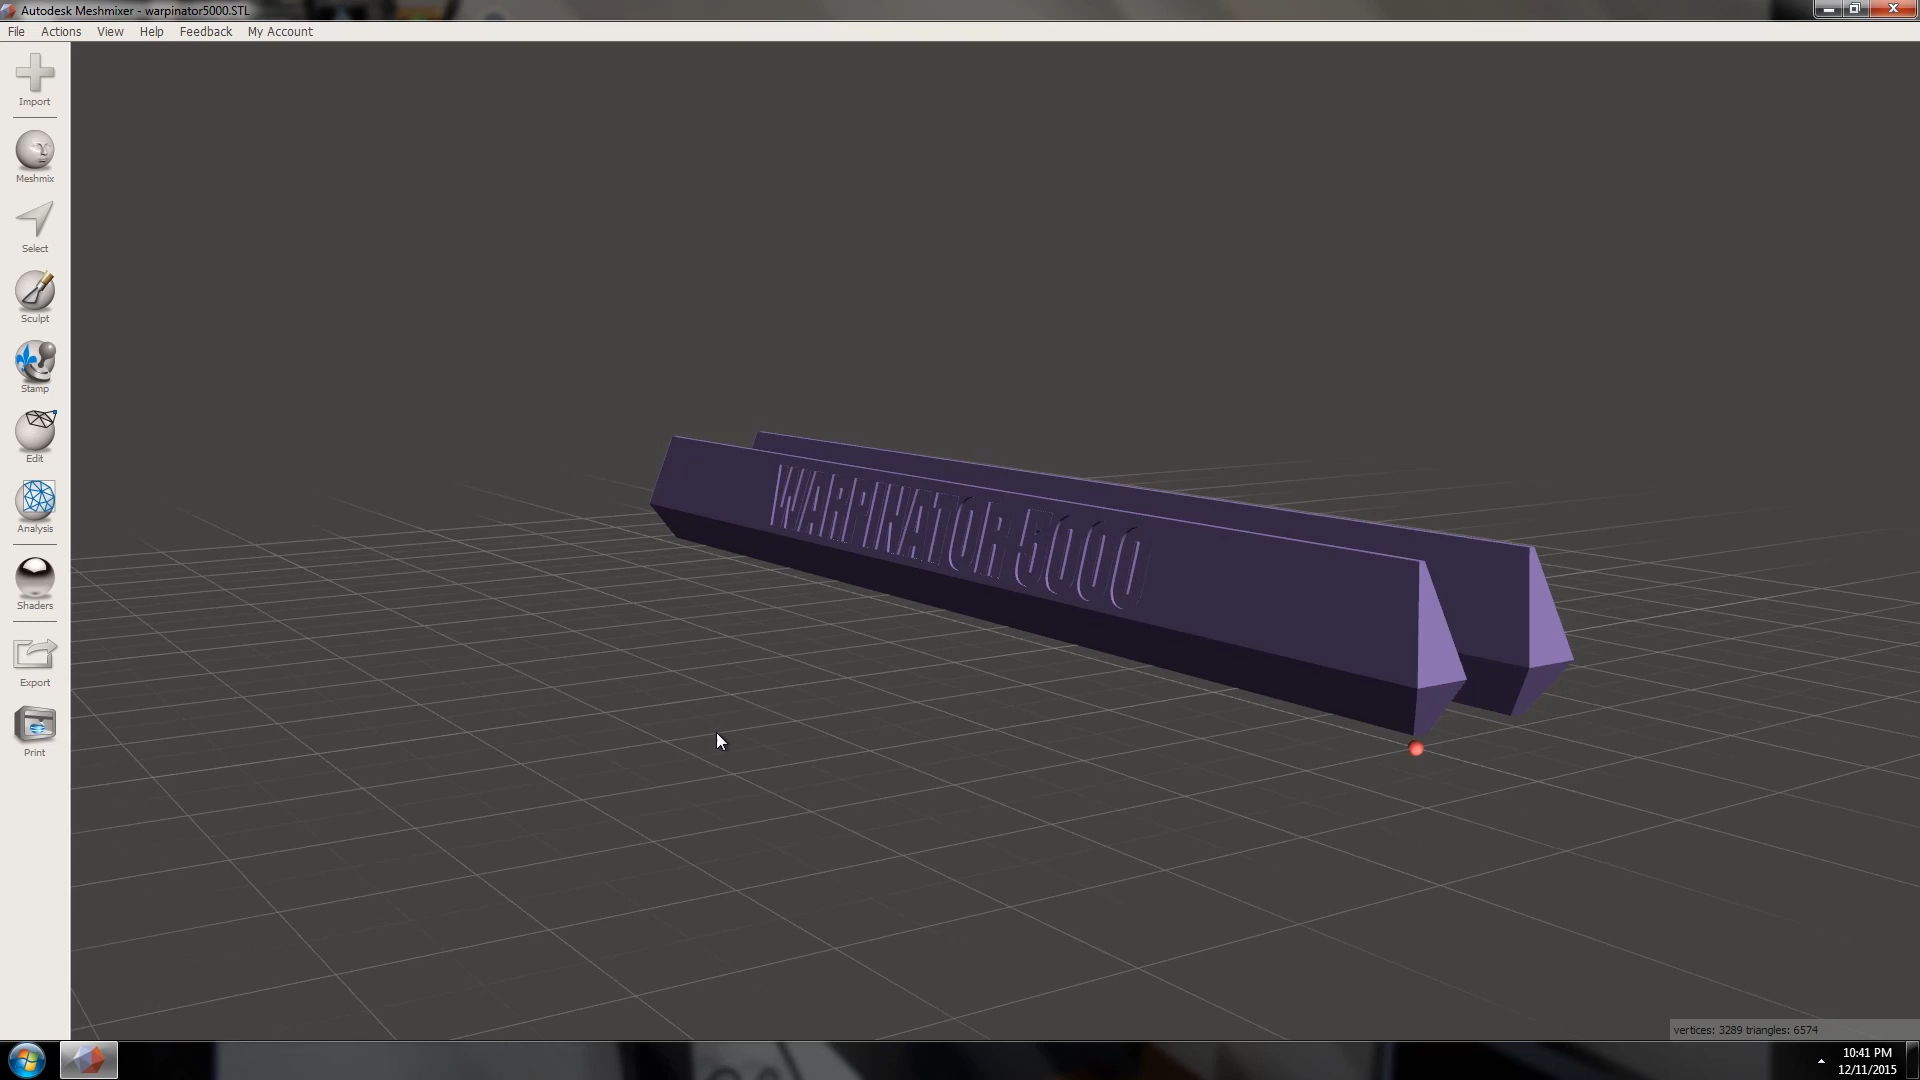 Autodesk Meshmixer - warpinator5000.STL
File Actions View Help Feedback My Account
Import
Meshmix
Select
Sculpt
Stamp
Edit
Analysis
Shaders
Export
Print
WARPINATOR 5000
vertices: 3289 triangles: 6574
10:41 PM
12/11/2015